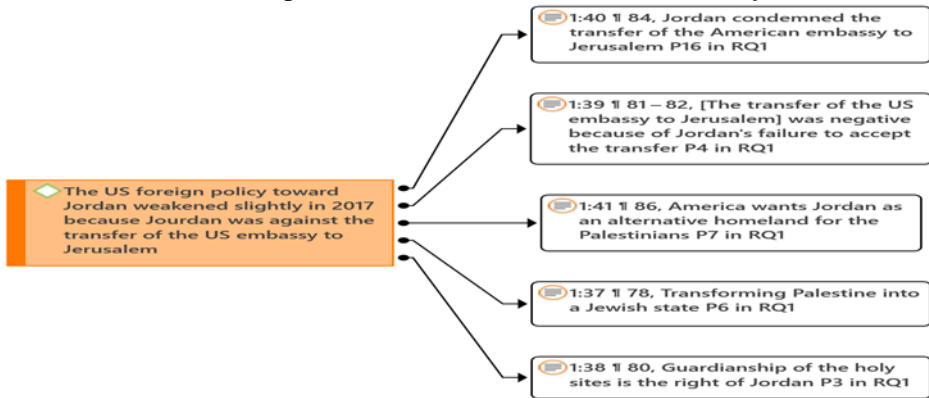 1:40 ¶ 84, Jordan condemned the
transfer of the American embassy to
Jerusalem P16 in RQ1
1:39 ¶ 81 – 82, [The transfer of the US
embassy to Jerusalem] was negative
because of Jordan's failure to accept
the transfer P4 in RQ1
The US foreign policy toward
Jordan weakened slightly in 2017
because Jourdan was against the
transfer of the US embassy to
Jerusalem
1:41 ¶ 86, America wants Jordan as
an alternative homeland for the
Palestinians P7 in RQ1
1:37 ¶ 78, Transforming Palestine into
a Jewish state P6 in RQ1
1:38 ¶ 80, Guardianship of the holy
sites is the right of Jordan P3 in RQ1